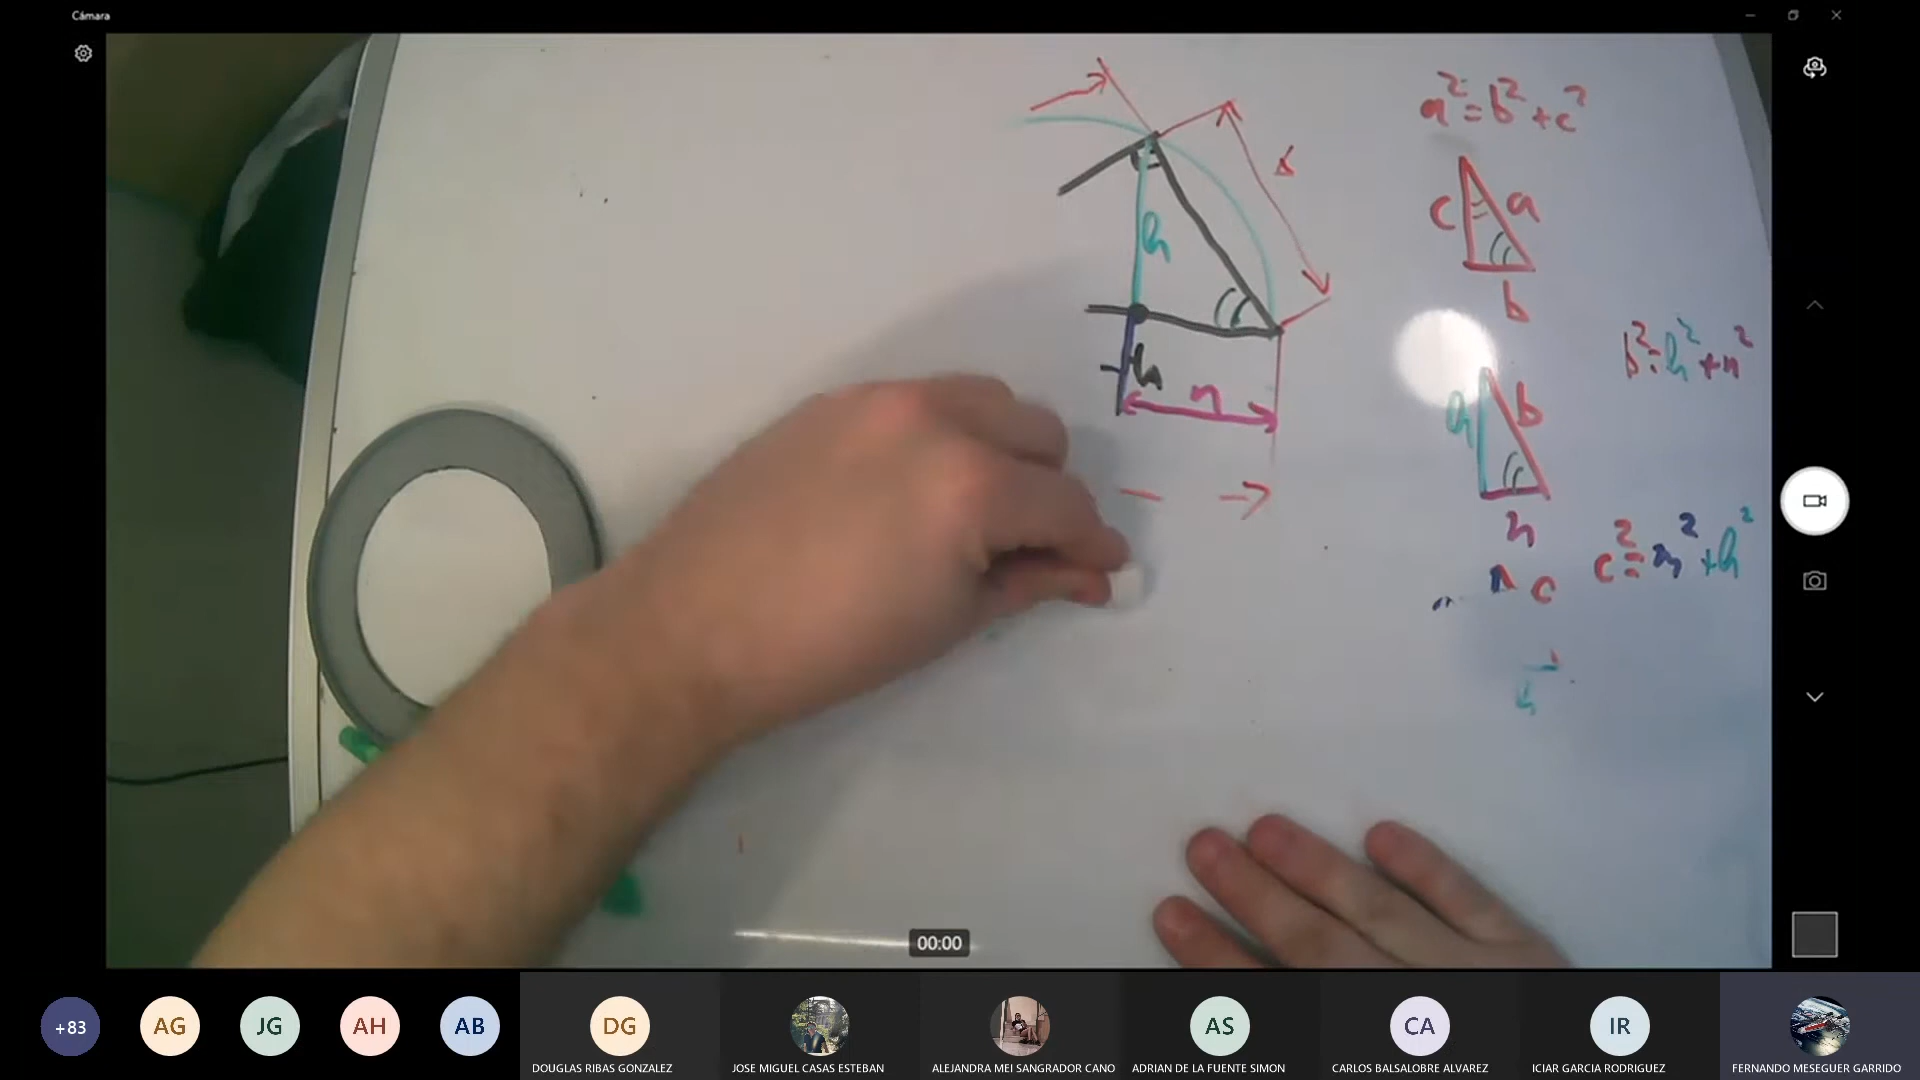 Cámara
a²=b²+c²
h
c a
b
b²=h²+n²
h
n
h b
n
c
c²=m²+h²
00:00
+83
AG
JG
AH
AB
DG
AS
CA
IR
DOUGLAS RIBAS GONZALEZ
JOSE MIGUEL CASAS ESTEBAN
ALEJANDRA MEI SANGRADOR CANO
ADRIAN DE LA FUENTE SIMON
CARLOS BALSALOBRE ALVAREZ
ICIAR GARCIA RODRIGUEZ
FERNANDO MESEGUER GARRIDO